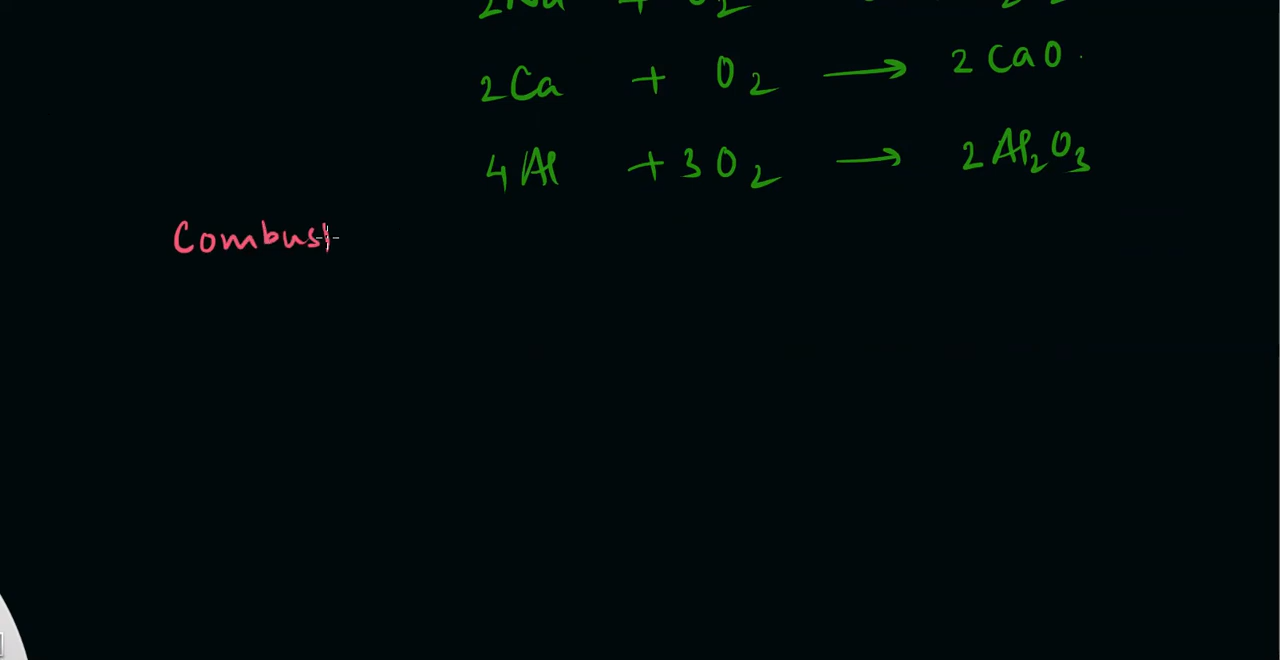 2Ca + O2 → 2CaO
4Al + 3O2 → 2Al2O3
Combust